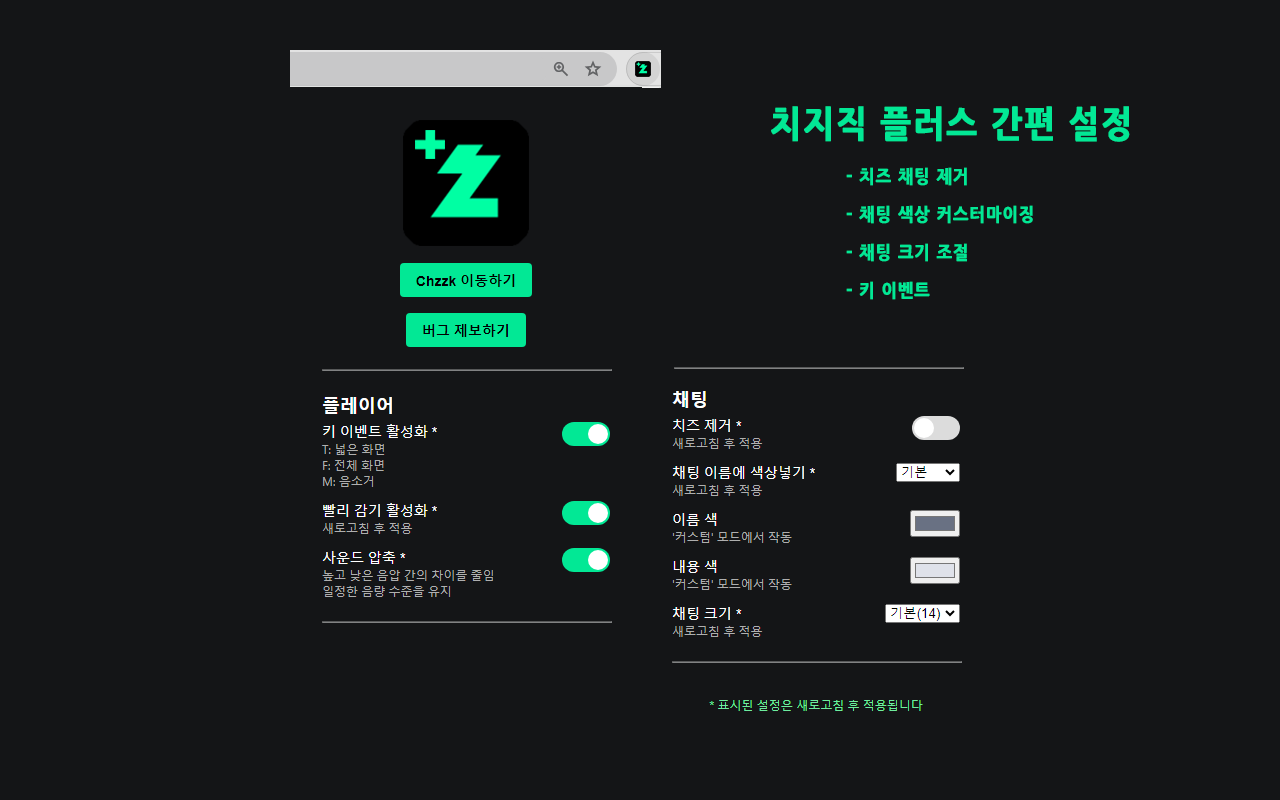 치지직 플러스 간편 설정
- 치즈 채팅 제거
- 채팅 색상 커스터마이징
- 채팅 크기 조절
- 키 이벤트
Chzzk 이동하기
버그 제보하기
플레이어
키 이벤트 활성화 *
T: 넓은 화면
F: 전체 화면
M: 음소거
빨리 감기 활성화 *
새로고침 후 적용
사운드 압축 *
높고 낮은 음압 간의 차이를 줄임
일정한 음량 수준을 유지
채팅
치즈 제거 *
새로고침 후 적용
채팅 이름에 색상넣기 *
기본
새로고침 후 적용
이름 색
'커스텀' 모드에서 작동
내용 색
'커스텀' 모드에서 작동
채팅 크기 *
기본(14)
새로고침 후 적용
* 표시된 설정은 새로고침 후 적용됩니다